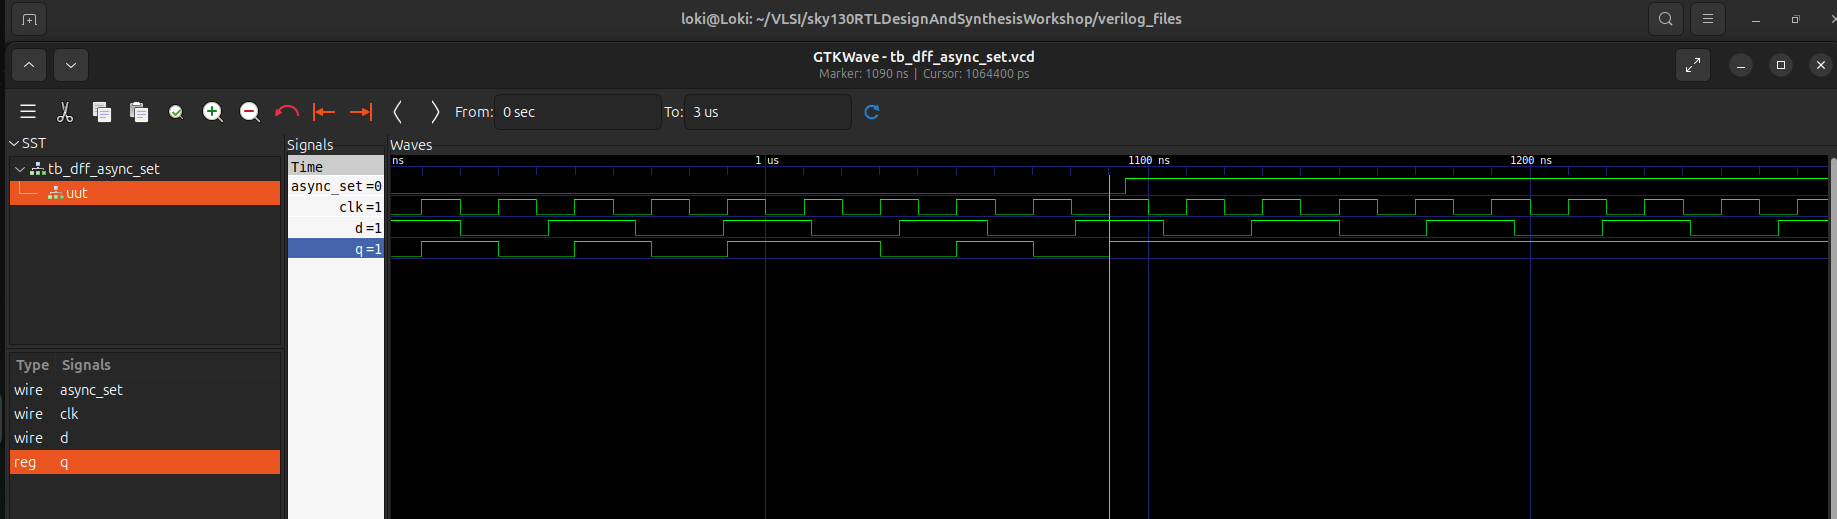 loki@Loki: ~/VLSI/sky130RTLDesignAndSynthesisWorkshop/verilog_files
GTKWave - tb_dff_async_set.vcd
Marker: 1090 ns | Cursor: 1064400 ps
From: 0 sec To: 3 us
SST
tb_dff_async_set
uut
Type Signals
wire async_set
wire clk
wire d
reg q
Signals
Time
async_set=0
clk=1
d=1
q=1
Waves
ns 1 us 1100 ns 1200 ns